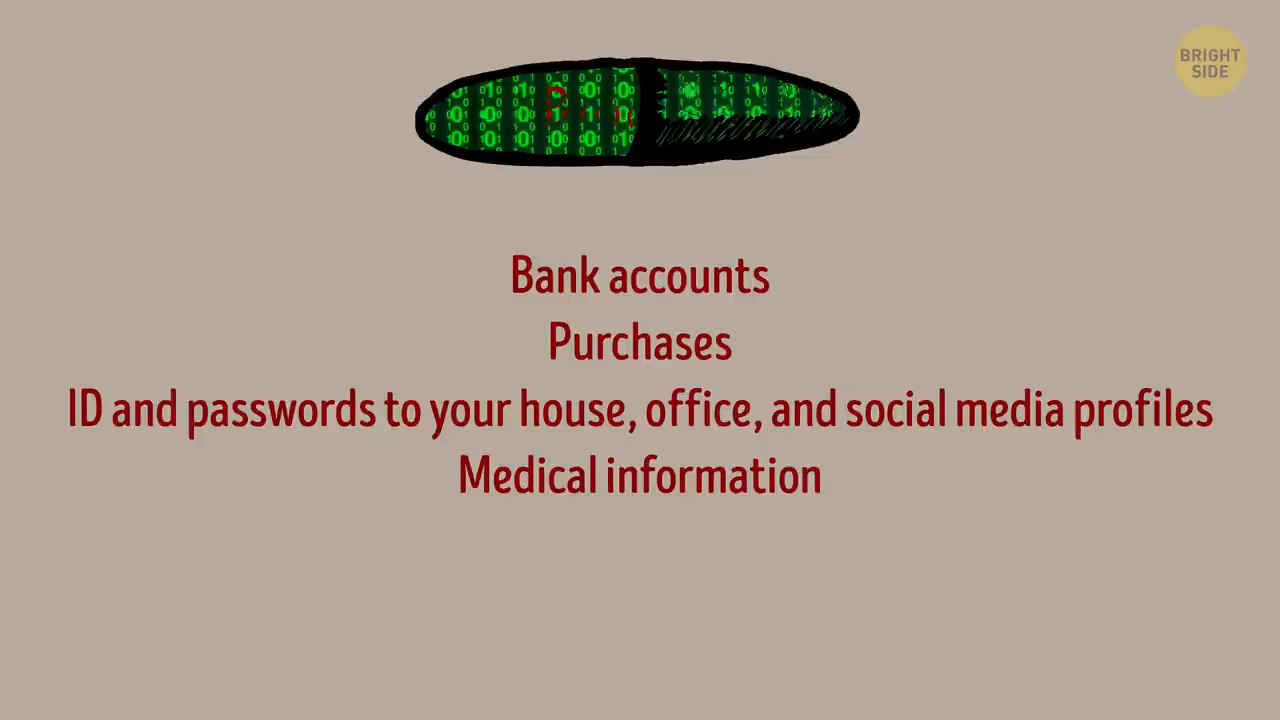 BRIGHT
SIDE
Bank accounts
Purchases
ID and passwords to your house, office, and social media profiles
Medical information